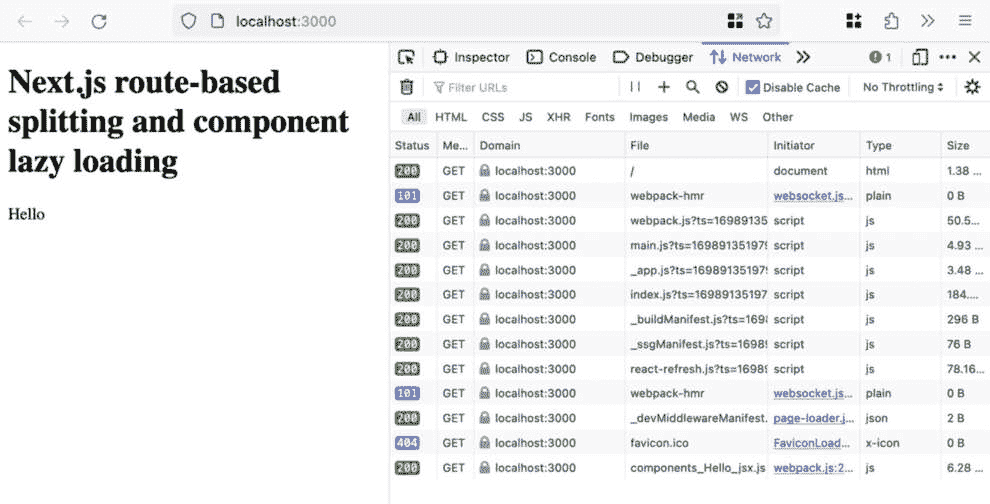 localhost:3000
Next.js route-based
splitting and component
lazy loading
Hello
Inspector Console Debugger Network 1
Filter URLs Disable Cache No Throttling
All HTML CSS JS XHR Fonts Images Media WS Other
Status Me... Domain File Initiator Type Size
200 GET localhost:3000 / document html 1.38 ...
101 GET localhost:3000 webpack-hmr websocket.js... plain 0 B
200 GET localhost:3000 webpack.js?ts=16989135 script js 50.5...
200 GET localhost:3000 main.js?ts=169891351979 script js 4.93 ...
200 GET localhost:3000 _app.js?ts=169891351979 script js 3.48 ...
200 GET localhost:3000 index.js?ts=16989135197 script js 184....
200 GET localhost:3000 _buildManifest.js?ts=1698 script js 296 B
200 GET localhost:3000 _ssgManifest.js?ts=16989 script js 76 B
200 GET localhost:3000 react-refresh.js?ts=16989 script js 78.16...
101 GET localhost:3000 webpack-hmr websocket.js... plain 0 B
200 GET localhost:3000 _devMiddlewareManifest. page-loader.j... json 2 B
404 GET localhost:3000 favicon.ico FaviconLoad... x-icon 0 B
200 GET localhost:3000 components_Hello_jsx.js webpack.js:2... js 6.28 ...